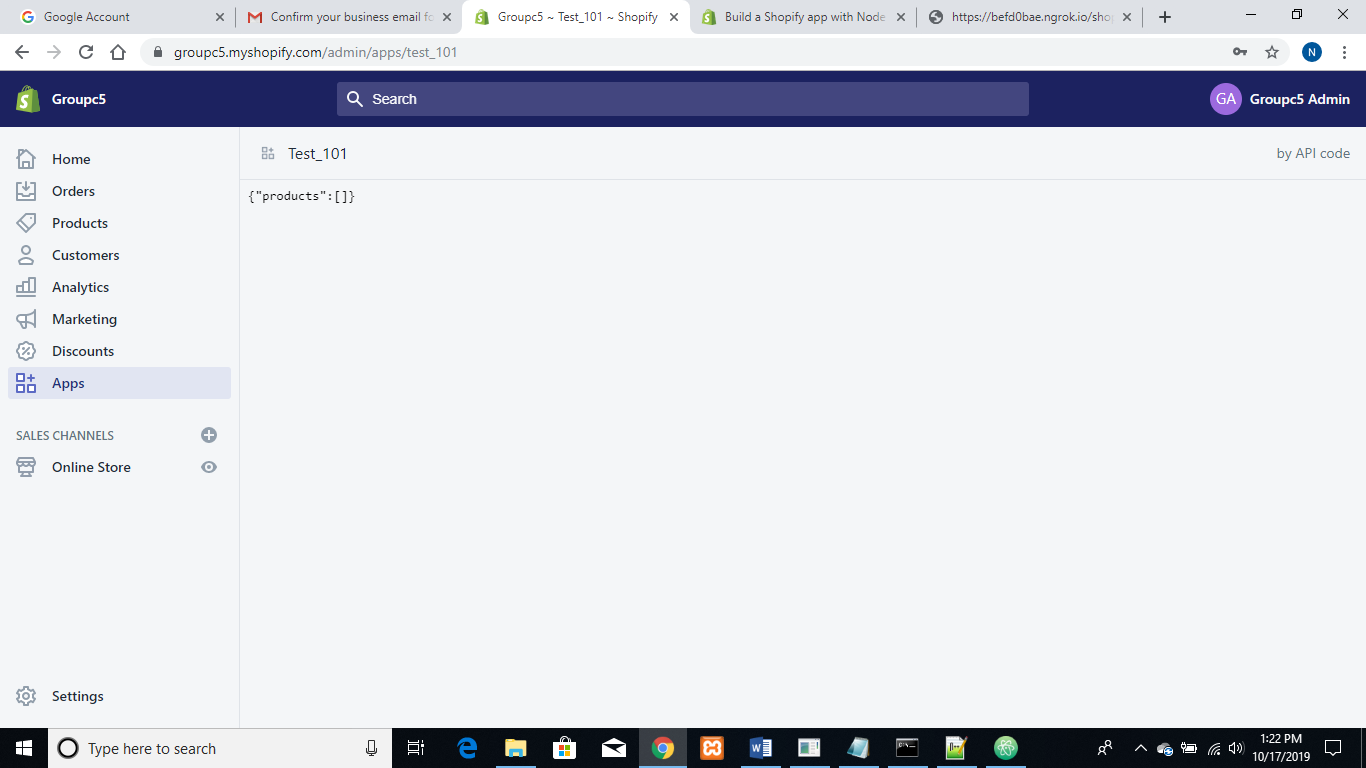 Google Account
Confirm your business email fo
Groupc5 ~ Test_101 ~ Shopify
Build a Shopify app with Node
https://befd0bae.ngrok.io/shop
groupc5.myshopify.com/admin/apps/test_101
N
Groupc5
Search
GA
Groupc5 Admin
Home
Orders
Products
Customers
Analytics
Marketing
Discounts
Apps
SALES CHANNELS
Online Store
Settings
Test_101
by API code
{"products":[]}
Type here to search
1:22 PM
10/17/2019